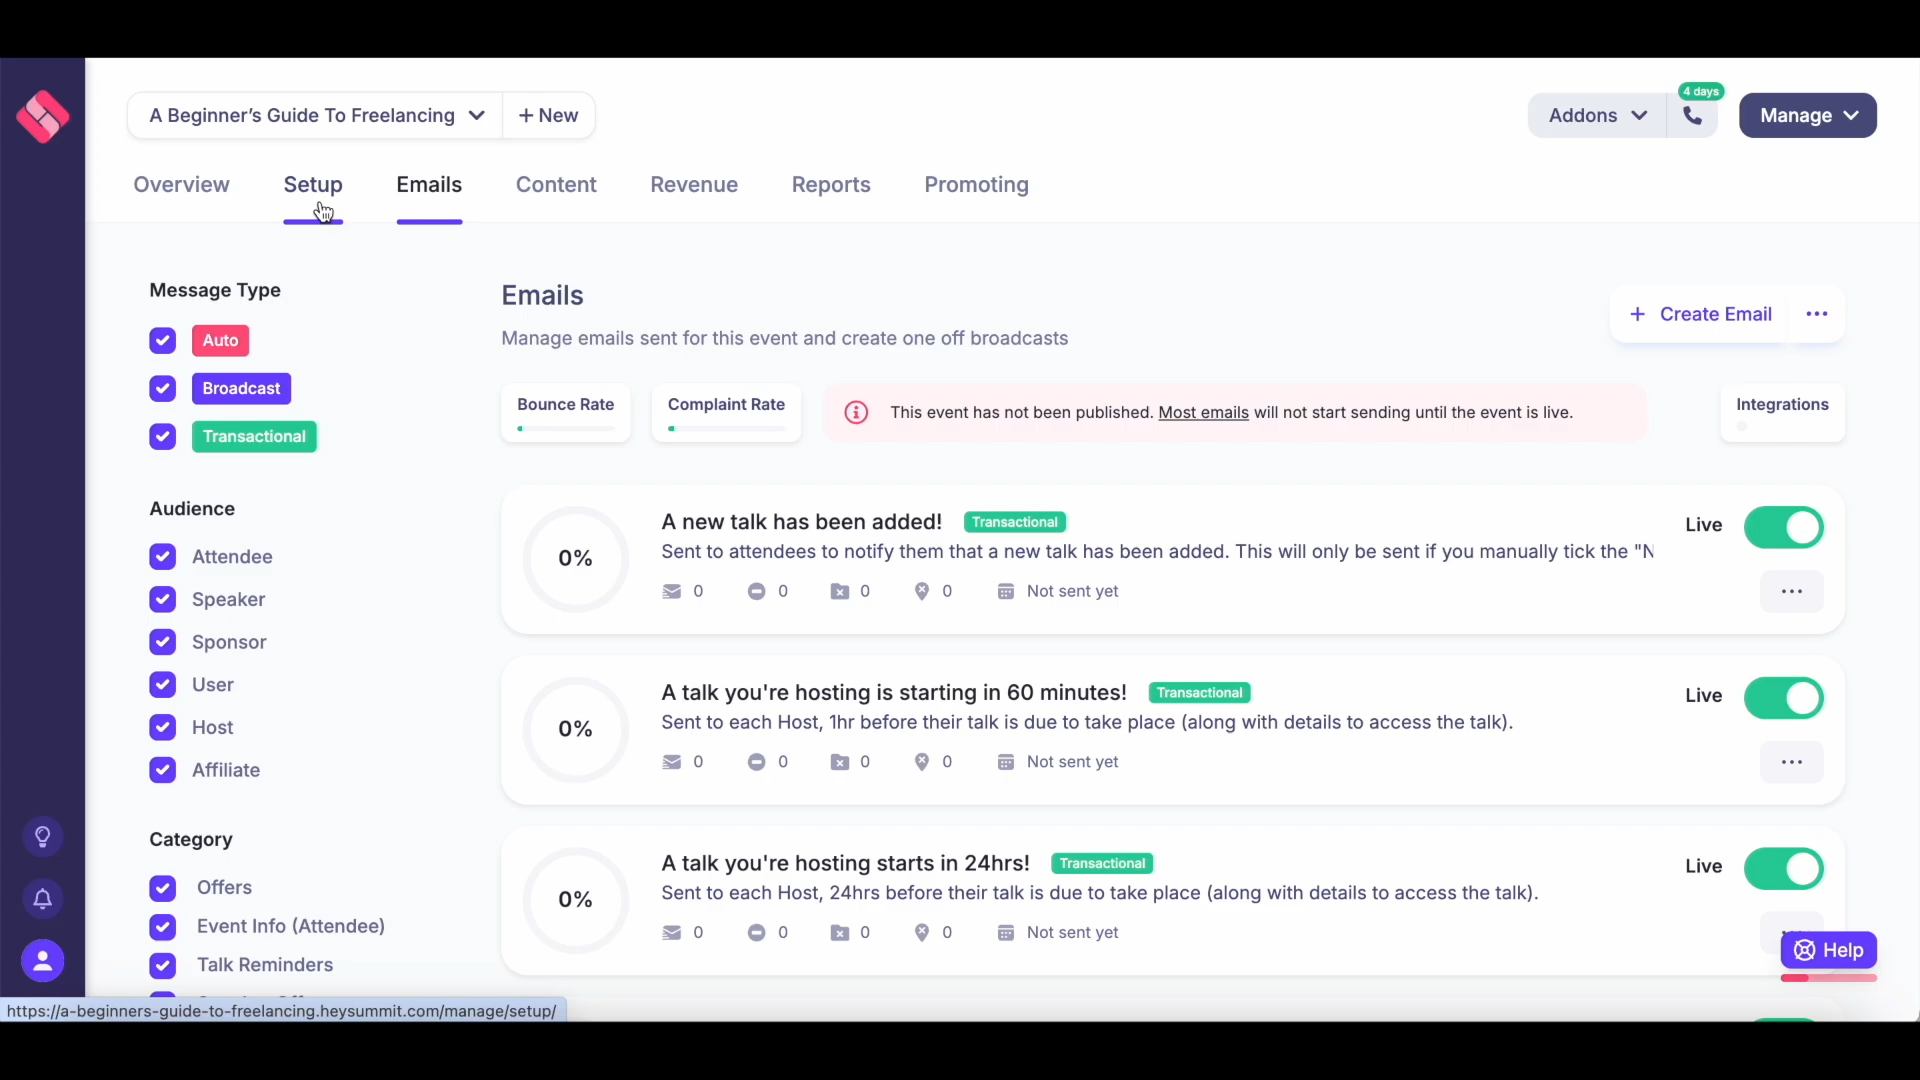 A Beginner’s Guide To Freelancing
+ New
Addons
4 days
Manage
Overview
Setup
Emails
Content
Revenue
Reports
Promoting
Message Type
Auto
Broadcast
Transactional
Audience
Attendee
Speaker
Sponsor
User
Host
Affiliate
Category
Offers
Event Info (Attendee)
Talk Reminders
Emails
Manage emails sent for this event and create one off broadcasts
+ Create Email
Bounce Rate
Complaint Rate
This event has not been published. Most emails will not start sending until the event is live.
Integrations
0%
A new talk has been added! Transactional
Sent to attendees to notify them that a new talk has been added. This will only be sent if you manually tick the "N
0 0 0 0 Not sent yet
Live
0%
A talk you're hosting is starting in 60 minutes! Transactional
Sent to each Host, 1hr before their talk is due to take place (along with details to access the talk).
0 0 0 0 Not sent yet
Live
0%
A talk you're hosting starts in 24hrs! Transactional
Sent to each Host, 24hrs before their talk is due to take place (along with details to access the talk).
0 0 0 0 Not sent yet
Live
Help
https://a-beginners-guide-to-freelancing.heysummit.com/manage/setup/